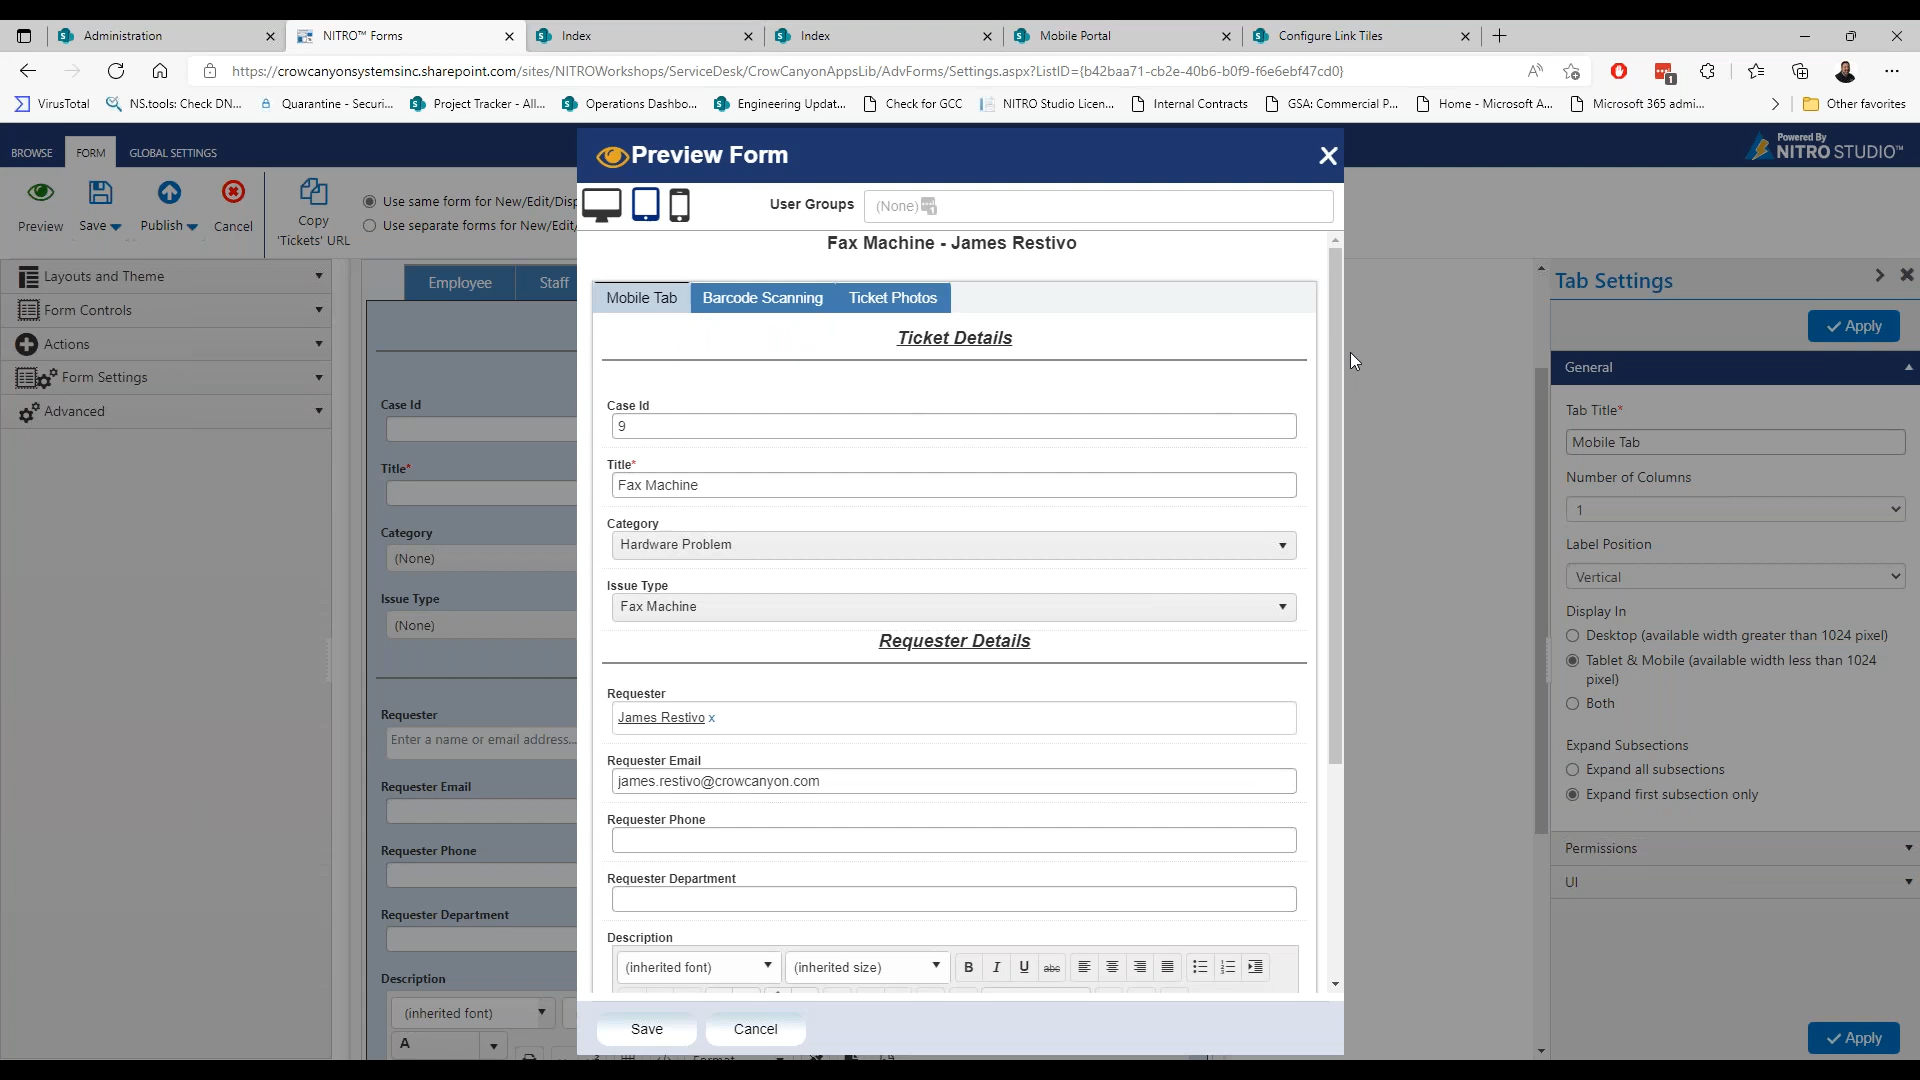 Administration
NITRO™ Forms
Index
Index
Mobile Portal
Configure Link Tiles
https://crowcanyonsystemsinc.sharepoint.com/sites/NITROWorkshops/ServiceDesk/CrowCanyonAppsLib/AdvForms/Settings.aspx?ListID={b42baa71-cb2e-40b6-b0f9-f6e6ebf47cd0}
VirusTotal
NS.tools: Check DN...
Quarantine - Securi...
Project Tracker - All...
Operations Dashbo...
Engineering Updat...
Check for GCC
NITRO Studio Licen...
Internal Contracts
GSA: Commercial P...
Home - Microsoft A...
Microsoft 365 admi...
Other favorites
BROWSE
FORM
GLOBAL SETTINGS
Powered By
NITRO STUDIO™
Preview
Save
Publish
Cancel
Copy
'Tickets' URL
Use same form for New/Edit/Disp
Use separate forms for New/Edit/
Layouts and Theme
Form Controls
Actions
Form Settings
Advanced
Employee
Staff
Case Id
Title*
Category
(None)
Issue Type
(None)
Requester
Enter a name or email address...
Requester Email
Requester Phone
Requester Department
Description
(inherited font)
A
Format
Preview Form
User Groups
(None)
Fax Machine - James Restivo
Mobile Tab
Barcode Scanning
Ticket Photos
Ticket Details
Case Id
9
Title*
Fax Machine
Category
Hardware Problem
Issue Type
Fax Machine
Requester Details
Requester
James Restivo x
Requester Email
james.restivo@crowcanyon.com
Requester Phone
Requester Department
Description
(inherited font)
(inherited size)
B
I
U
abc
Save
Cancel
Tab Settings
Apply
General
Tab Title*
Mobile Tab
Number of Columns
1
Label Position
Vertical
Display In
Desktop (available width greater than 1024 pixel)
Tablet & Mobile (available width less than 1024
pixel)
Both
Expand Subsections
Expand all subsections
Expand first subsection only
Permissions
UI
Apply